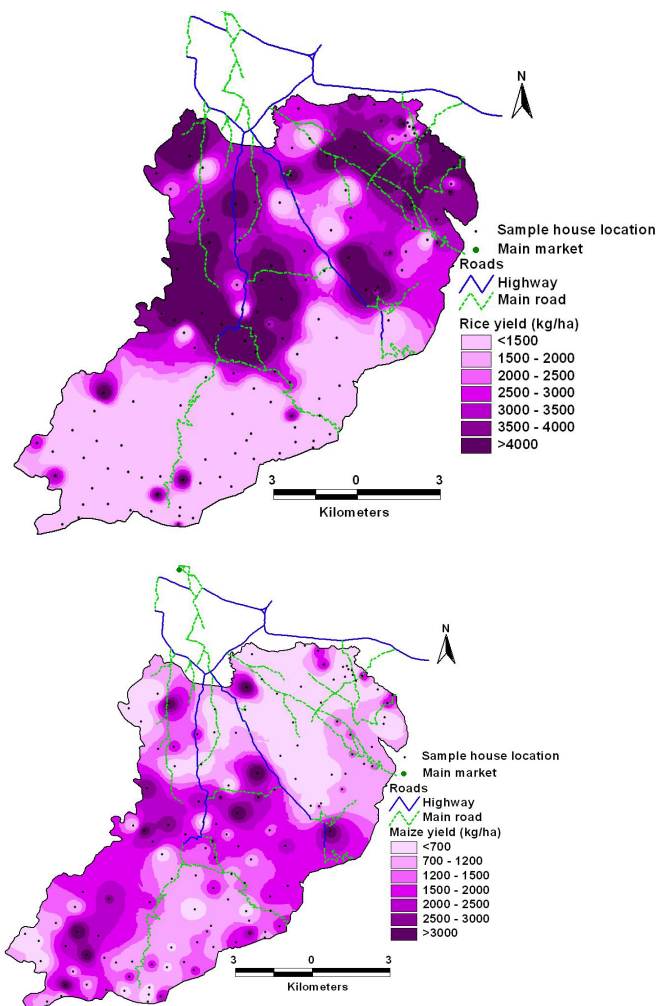 N
Sample house location
Main market
Roads
Highway
Main road
Rice yield (kg/ha)
<1500
1500 - 2000
2000 - 2500
2500 - 3000
3000 - 3500
3500 - 4000
>4000
3 0 3
Kilometers
N
Sample house location
Main market
Roads
Highway
Main road
Maize yield (kg/ha)
<700
700 - 1200
1200 - 1500
1500 - 2000
2000 - 2500
2500 - 3000
>3000
3 0 3
Kilometers